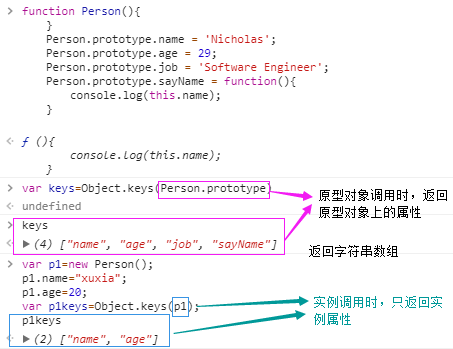 function Person(){
}
Person.prototype.name = 'Nicholas';
Person.prototype.age = 29;
Person.prototype.job = 'Software Engineer';
Person.prototype.sayName = function(){
console.log(this.name);
}
ƒ (){
console.log(this.name);
}
var keys=Object.keys(Person.prototype)
原型对象调用时，返回
原型对象上的属性
undefined
keys
(4) ["name", "age", "job", "sayName"]
返回字符串数组
var p1=new Person();
p1.name="xuxia";
p1.age=20;
var p1keys=Object.keys(p1);
实例调用时，只返回实
例属性
p1keys
(2) ["name", "age"]